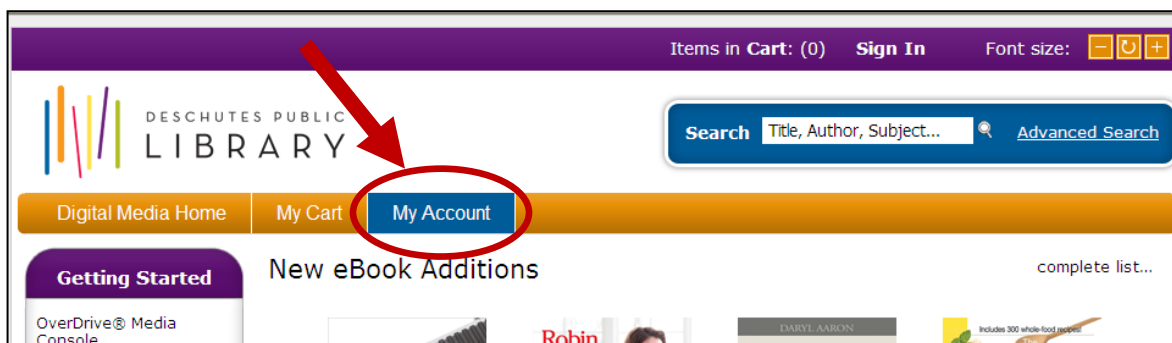 Items in Cart: (0) Sign In Font size: − ↻ +
DESCHUTES PUBLIC
LIBRARY
Search Title, Author, Subject... Advanced Search
Digital Media Home My Cart My Account
Getting Started
New eBook Additions
complete list...
OverDrive® Media
Console
Robin
DARYL AARON
Includes 300 whole-food recipes!
The